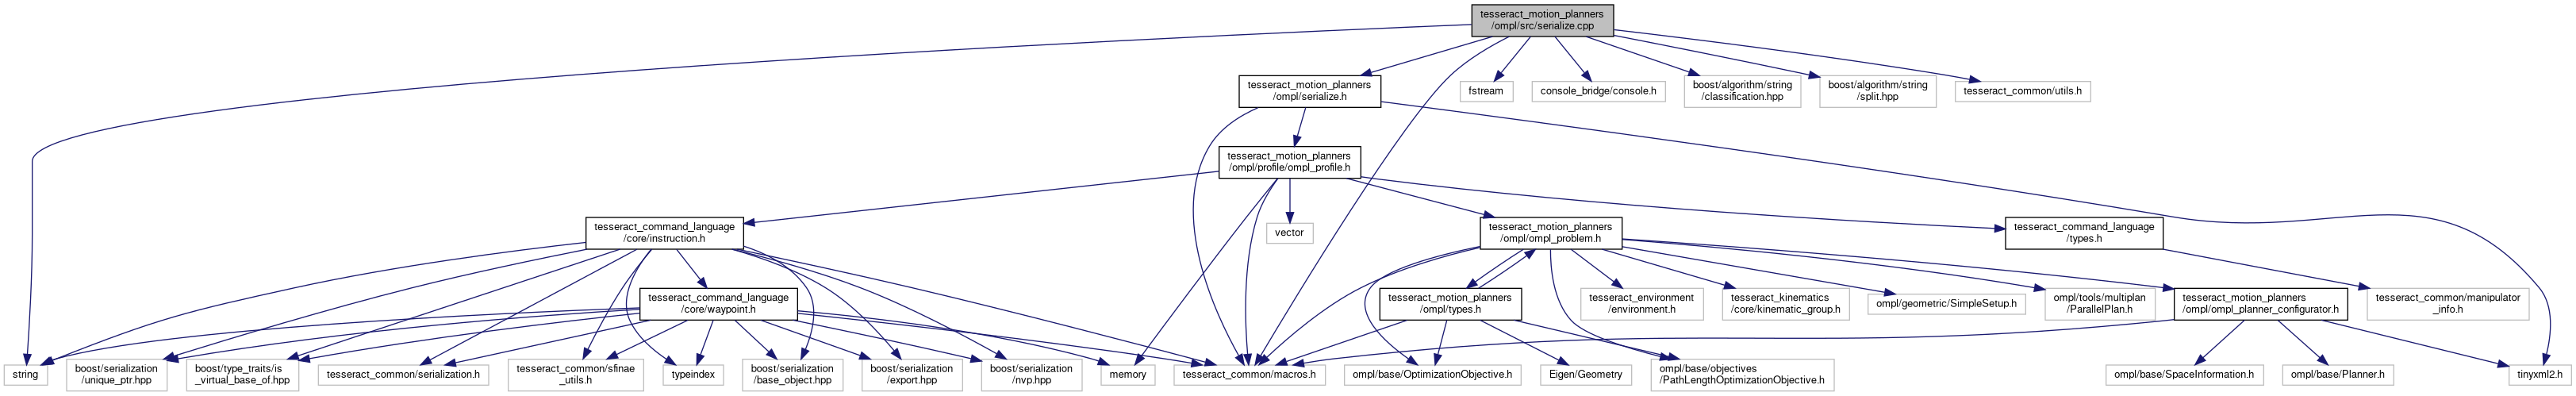 tesseract_motion_planners
/ompl/src/serialize.cpp
tesseract_motion_planners
/ompl/serialize.h
fstream
console_bridge/console.h
boost/algorithm/string
/classification.hpp
boost/algorithm/string
/split.hpp
tesseract_common/utils.h
tesseract_motion_planners
/ompl/profile/ompl_profile.h
tesseract_command_language
/core/instruction.h
vector
tesseract_motion_planners
/ompl/ompl_problem.h
tesseract_command_language
/types.h
tesseract_command_language
/core/waypoint.h
tesseract_motion_planners
/ompl/types.h
tesseract_environment
/environment.h
tesseract_kinematics
/core/kinematic_group.h
ompl/geometric/SimpleSetup.h
ompl/tools/multiplan
/ParallelPlan.h
tesseract_motion_planners
/ompl/ompl_planner_configurator.h
tesseract_common/manipulator
_info.h
string
boost/serialization
/unique_ptr.hpp
boost/type_traits/is
_virtual_base_of.hpp
tesseract_common/serialization.h
tesseract_common/sfinae
_utils.h
typeindex
boost/serialization
/base_object.hpp
boost/serialization
/export.hpp
boost/serialization
/nvp.hpp
memory
tesseract_common/macros.h
ompl/base/OptimizationObjective.h
Eigen/Geometry
ompl/base/objectives
/PathLengthOptimizationObjective.h
ompl/base/SpaceInformation.h
ompl/base/Planner.h
tinyxml2.h